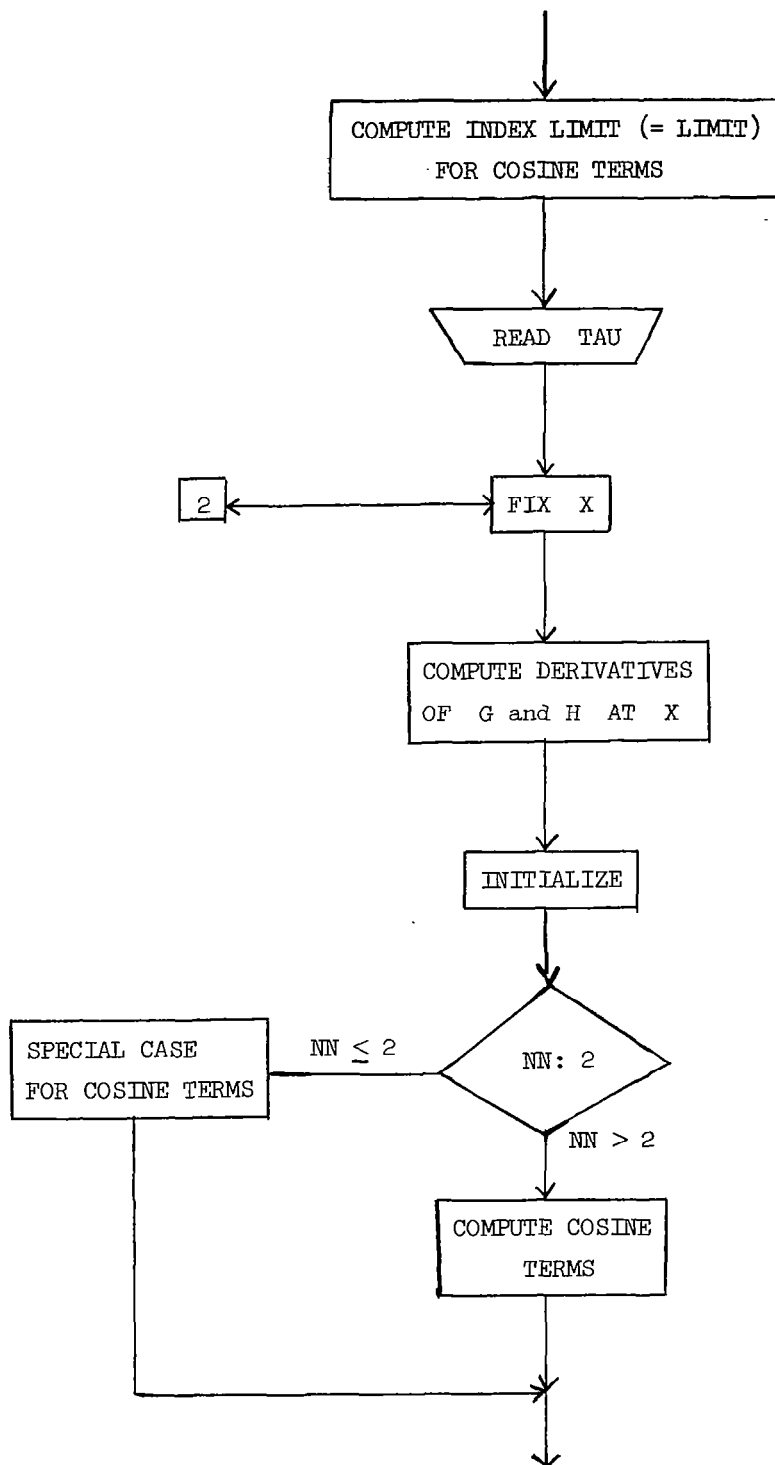 COMPUTE INDEX LIMIT (= LIMIT)
FOR COSINE TERMS
READ TAU
2
FIX X
COMPUTE DERIVATIVES
OF G and H AT X
INITIALIZE
SPECIAL CASE
FOR COSINE TERMS
NN ≤ 2
NN: 2
NN > 2
COMPUTE COSINE
TERMS